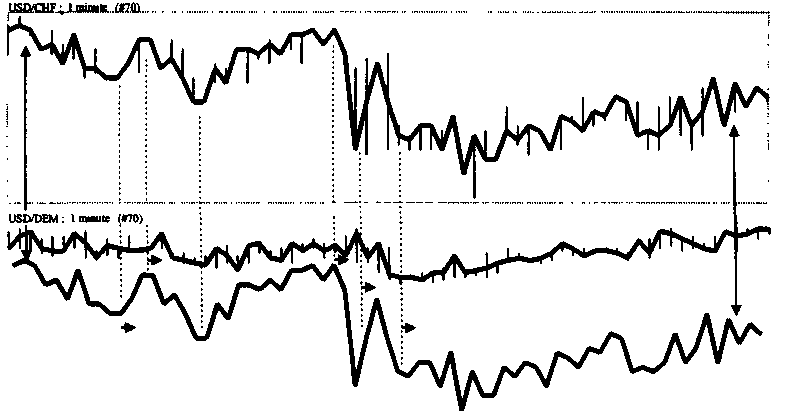 USD/CHF ; 1 minute (#70)
USD/DEM ; 1 minute (#70)